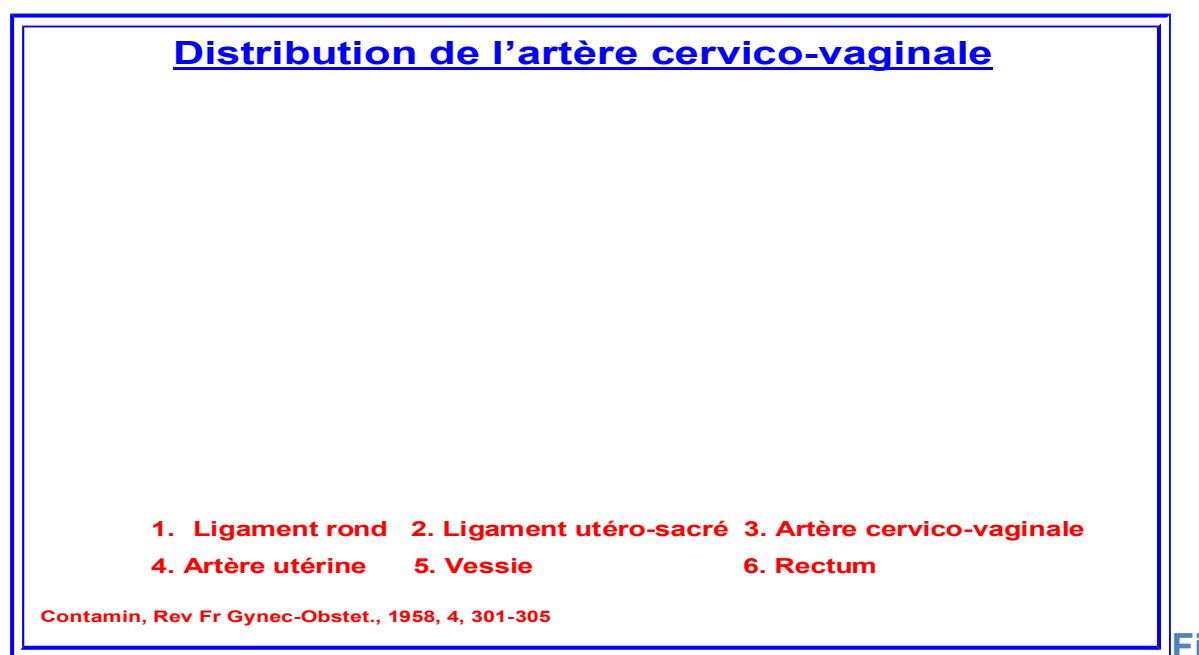 Distribution de l’artère cervico-vaginale
1. Ligament rond 2. Ligament utéro-sacré 3. Artère cervico-vaginale
4. Artère utérine 5. Vessie 6. Rectum
Contamin, Rev Fr Gynec-Obstet., 1958, 4, 301-305
Fi